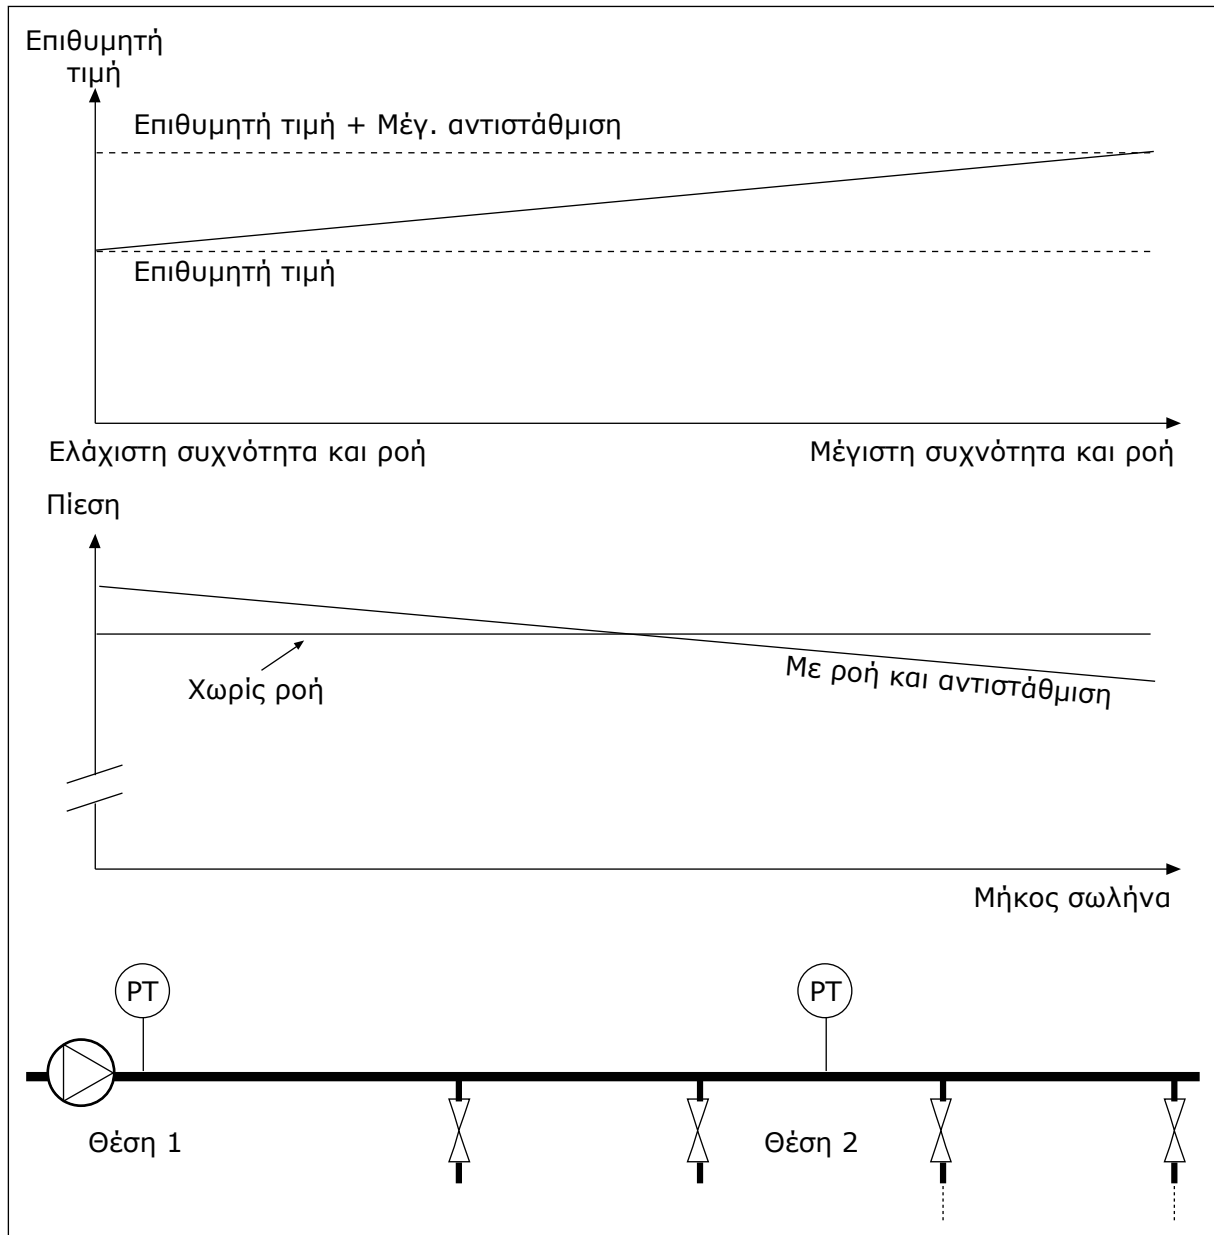 Επιθυμητή
τιμή
Επιθυμητή τιμή + Μέγ. αντιστάθμιση
Επιθυμητή τιμή
Ελάχιστη συχνότητα και ροή
Μέγιστη συχνότητα και ροή
Πίεση
Χωρίς ροή
Με ροή και αντιστάθμιση
Μήκος σωλήνα
PT
PT
Θέση 1
Θέση 2